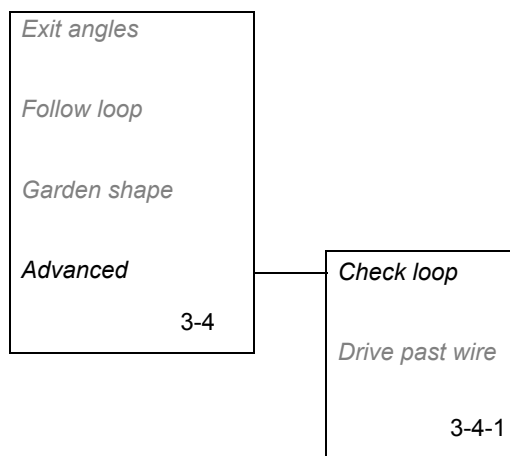 Exit angles
Follow loop
Garden shape
Advanced
3-4
Check loop
Drive past wire
3-4-1